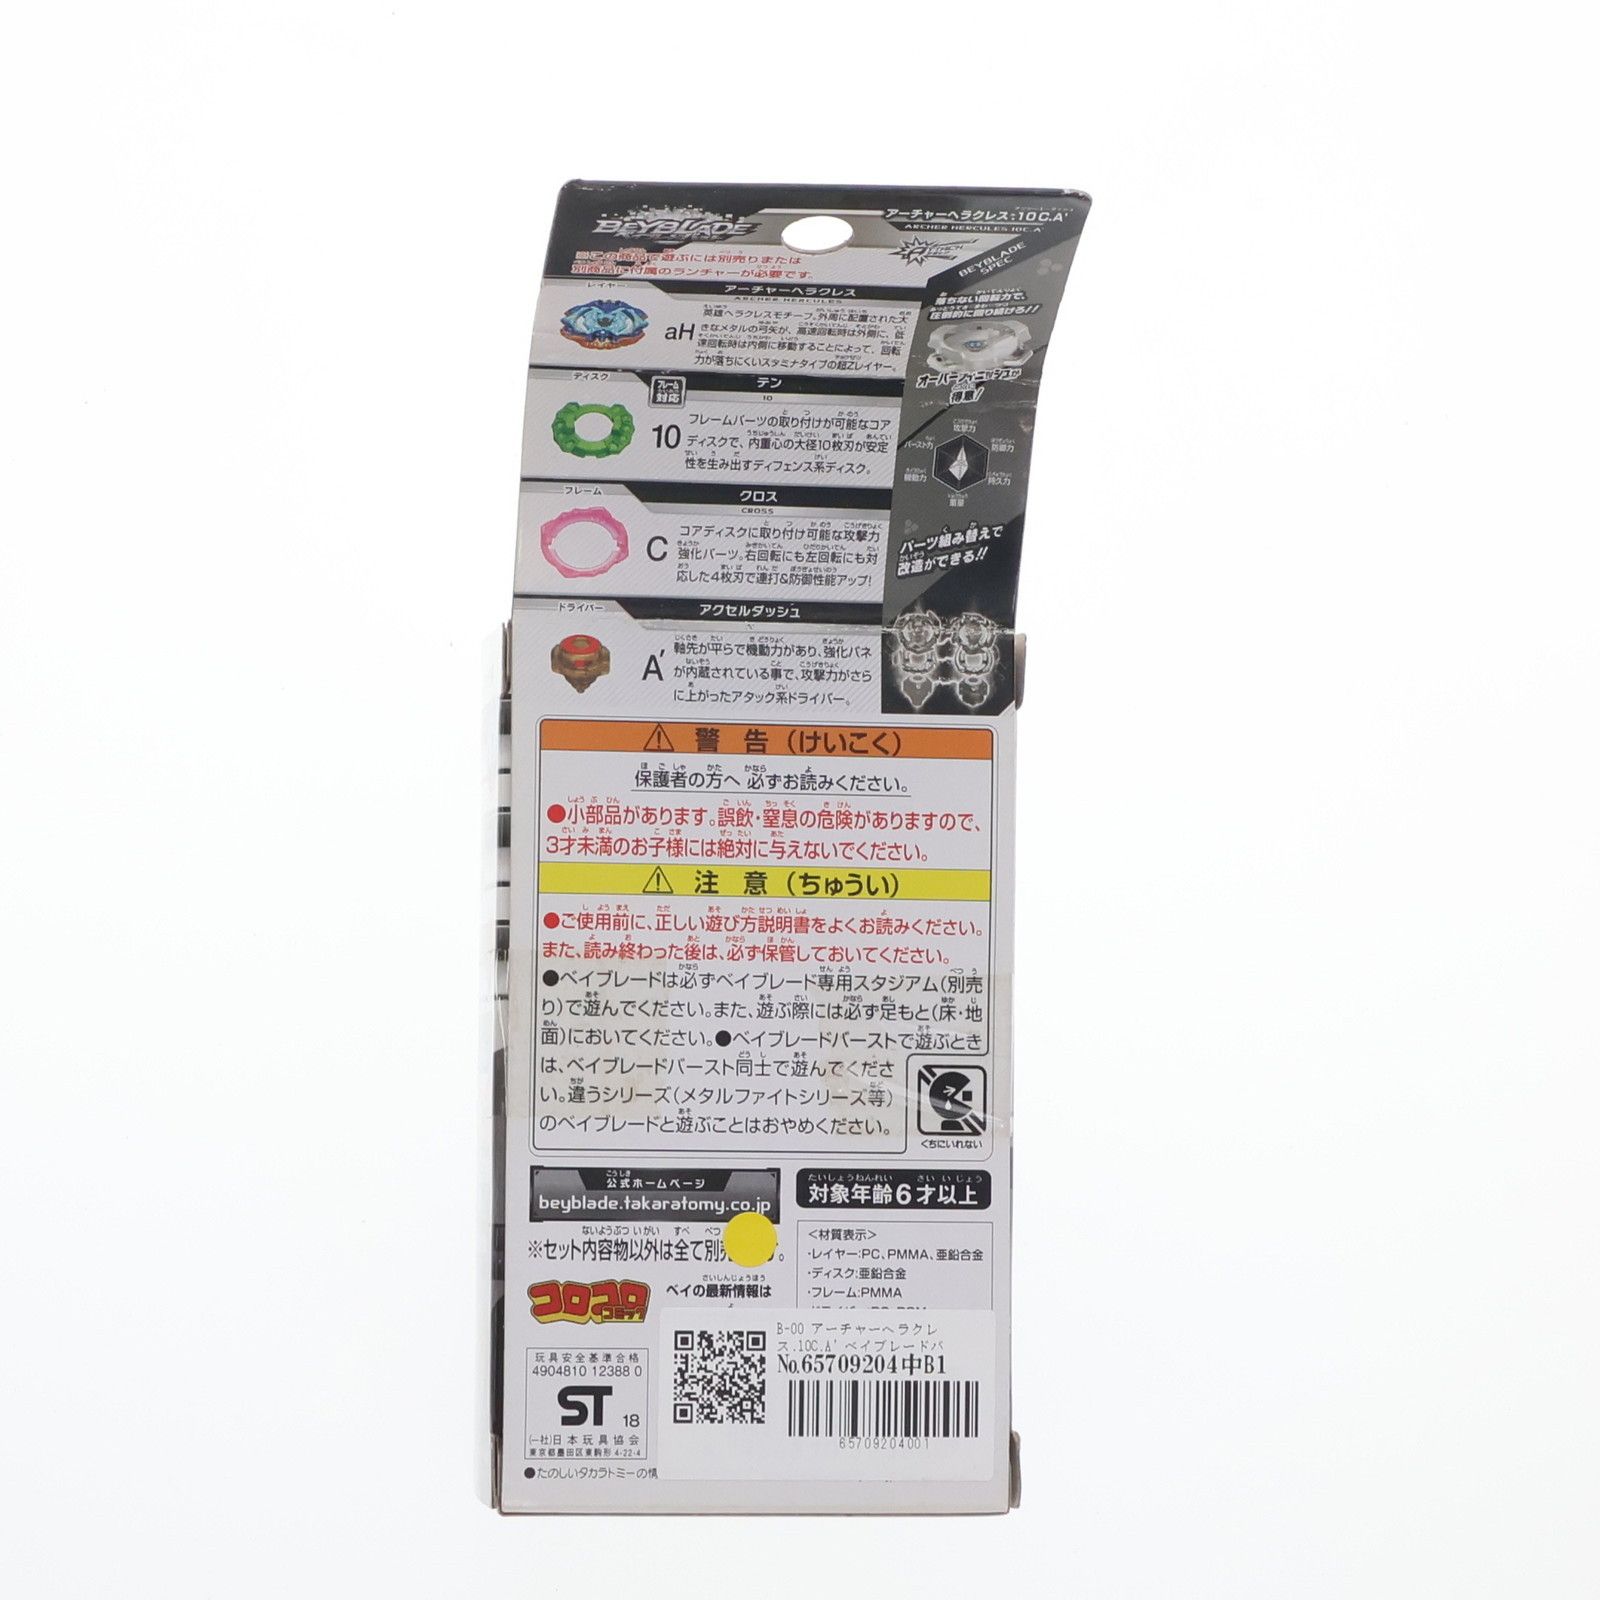 BEYBLADE
アーチャーヘラクレス.10C.A'
ARCHER HERCULES 10C.A'
※この商品で遊ぶには別売りまたは
別商品に付属のランチャーが必要です。
BEYBLADE
SPEC
レイヤー
アーチャーヘラクレス
ARCHER HERCULES
aH
英雄ヘラクレスモチーフ。外周に配置された大
きなメタルの弓矢が、高速回転時は外側に、低
速回転時は内側に移動することによって、回転
力が落ちにくいスタミナタイプの超Zレイヤー。
落ちない回転力で、
圧倒的に回り続ける!!
オーバーフィニッシュが
得意!
ディスク
フレーム
対応
テン
10
10
フレームパーツの取り付けが可能なコア
ディスクで、内重心の大径10枚刃が安定
性を生み出すディフェンス系ディスク。
攻撃力
防御力
持久力
重量
機動力
バースト力
フレーム
クロス
CROSS
C
コアディスクに取り付け可能な攻撃力
強化パーツ。右回転にも左回転にも対
応した4枚刃で連打&防御性能アップ!
パーツ組み替えで
改造ができる!!
ドライバー
アクセルダッシュ
A'
軸先が平らで機動力があり、強化バネ
が内蔵されている事で、攻撃力がさら
に上がったアタック系ドライバー。
警 告 (けいこく)
保護者の方へ 必ずお読みください。
●小部品があります。誤飲・窒息の危険がありますので、
3才未満のお子様には絶対に与えないでください。
注 意 (ちゅうい)
●ご使用前に、正しい遊び方説明書をよくお読みください。
また、読み終わった後は、必ず保管しておいてください。
●ベイブレードは必ずベイブレード専用スタジアム(別売
り)で遊んでください。また、遊ぶ際には必ず足もと(床・地
面)においてください。●ベイブレードバーストで遊ぶとき
は、ベイブレードバースト同士で遊んでくださ
い。違うシリーズ(メタルファイトシリーズ等)
のベイブレードと遊ぶことはおやめください。
くちにいれない
公式ホームページ
beyblade.takaratomy.co.jp
対象年齢6才以上
※セット内容物以外は全て別売
<材質表示>
・レイヤー:PC、PMMA、亜鉛合金
・ディスク:亜鉛合金
・フレーム:PMMA
コロコロ
コミック
ベイの最新情報は
B-00 アーチャーヘラクレ
ス.10C.A' ベイブレードバ
No.65709204中B1
65709204001
玩具安全基準合格
4904810 12388 0
ST 18
(一社)日本玩具協会
東京都墨田区東駒形4-22-4
●たのしいタカラトミーの情